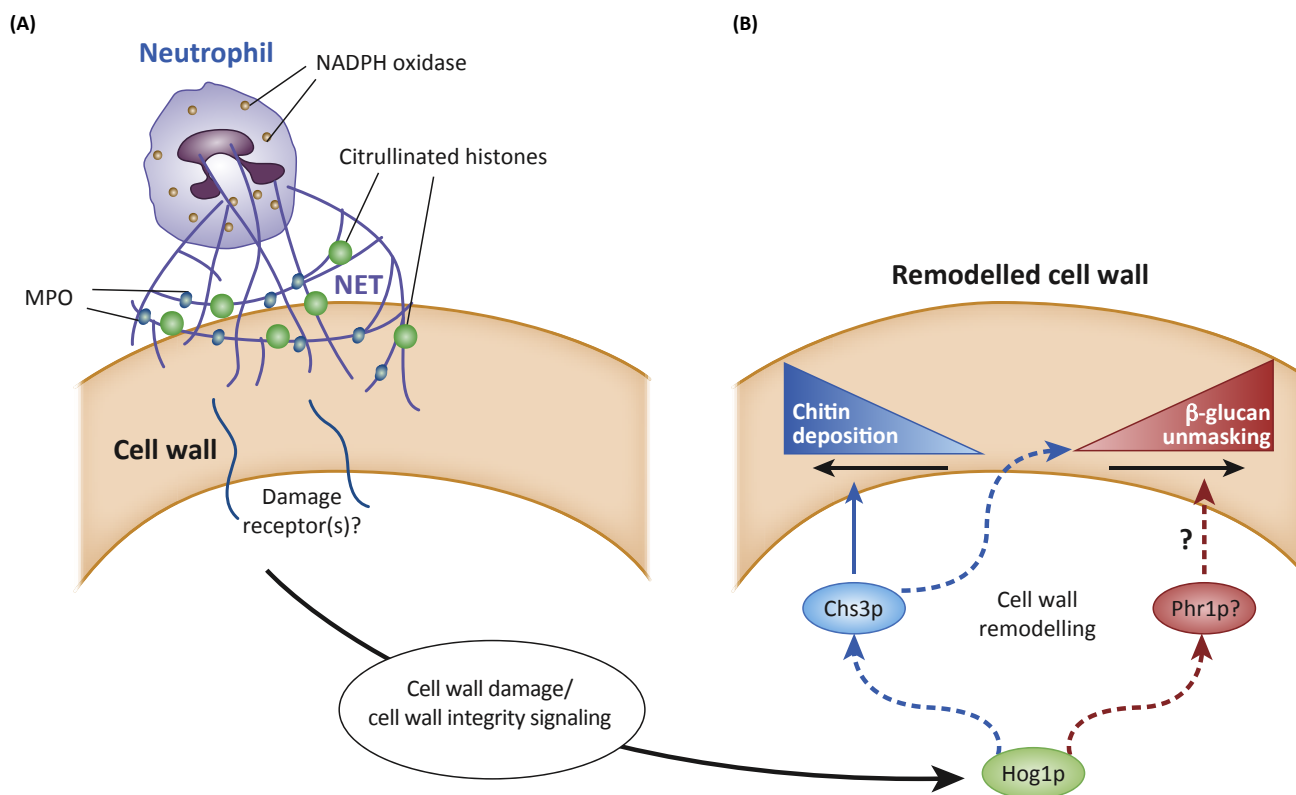 (A)
Neutrophil
NADPH oxidase
Citrullinated histones
MPO
NET
Cell wall
Damage
receptor(s)?
Cell wall damage/
cell wall integrity signaling
(B)
Remodelled cell wall
Chitin
deposition
β-glucan
unmasking
?
Chs3p
Cell wall
remodelling
Phr1p?
Hog1p